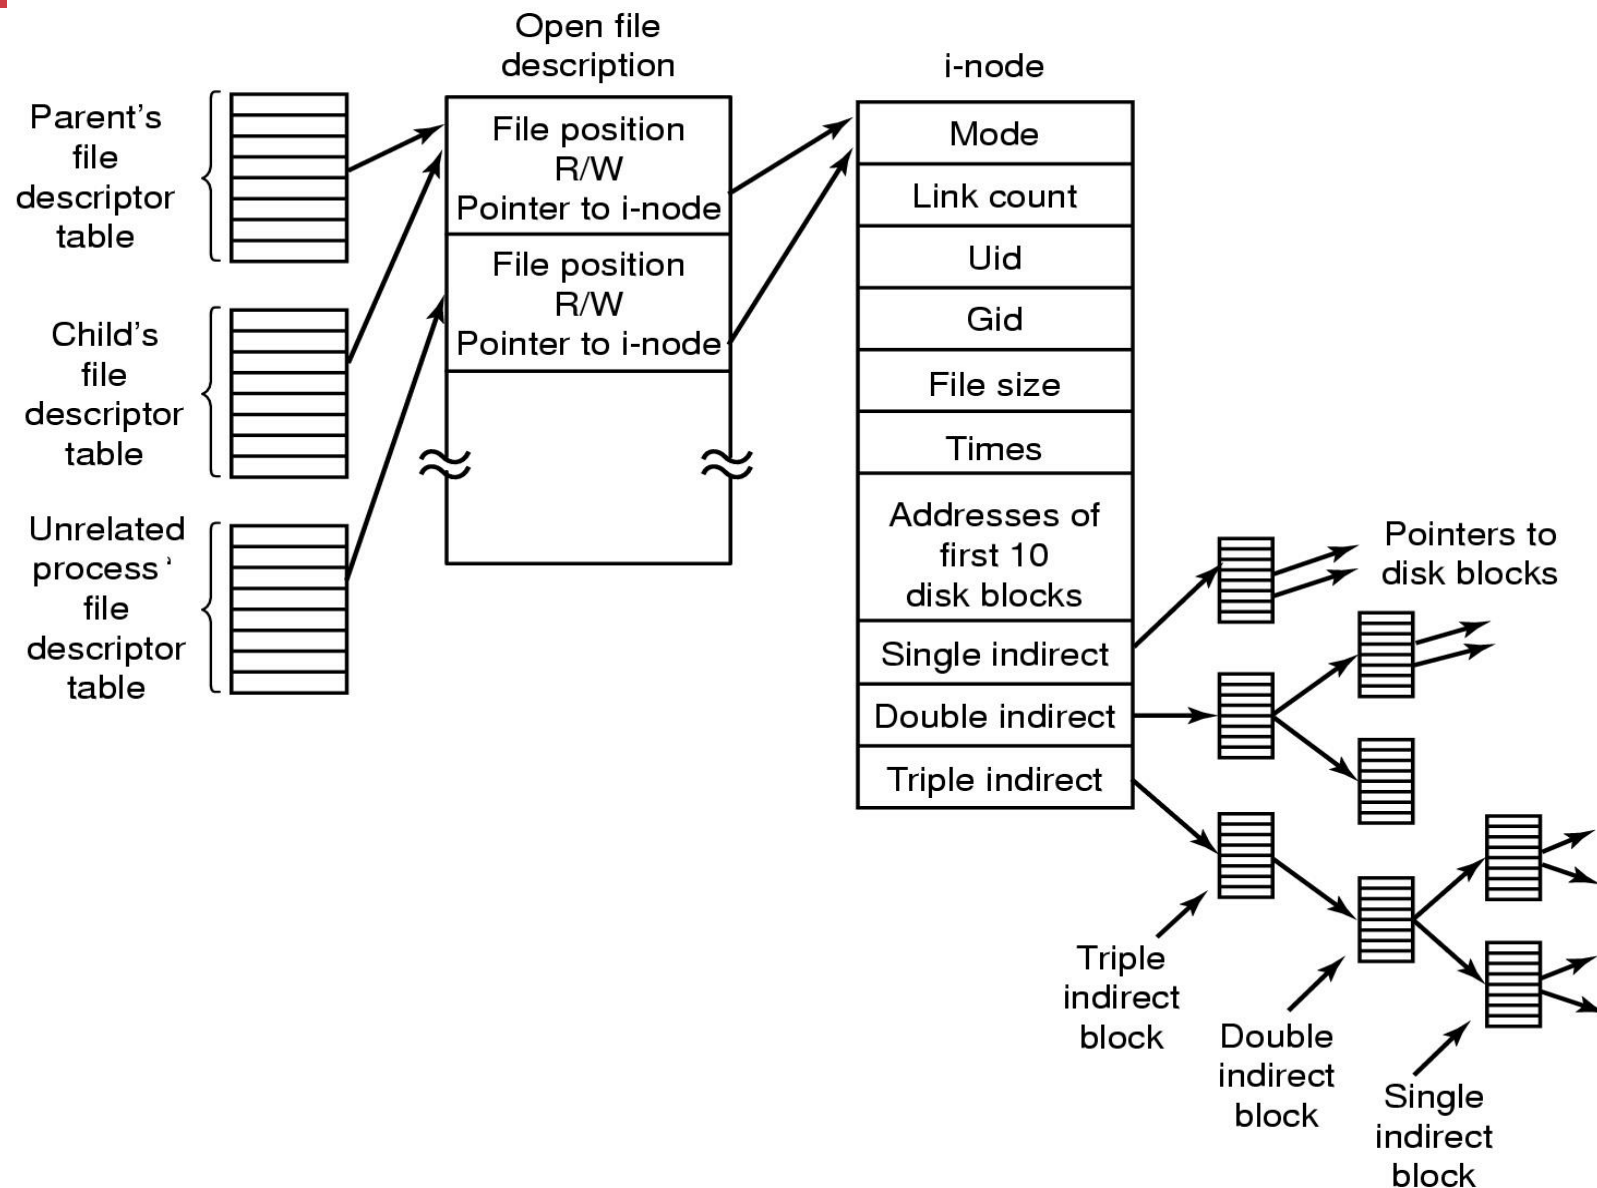 Open file
description
i-node
Parent's
file
descriptor
table
File position
R/W
Pointer to i-node
File position
R/W
Pointer to i-node
Mode
Link count
Uid
Gid
File size
Times
Addresses of
first 10
disk blocks
Single indirect
Double indirect
Triple indirect
Child's
file
descriptor
table
Unrelated
process'
file
descriptor
table
Pointers to
disk blocks
Triple
indirect
block
Double
indirect
block
Single
indirect
block